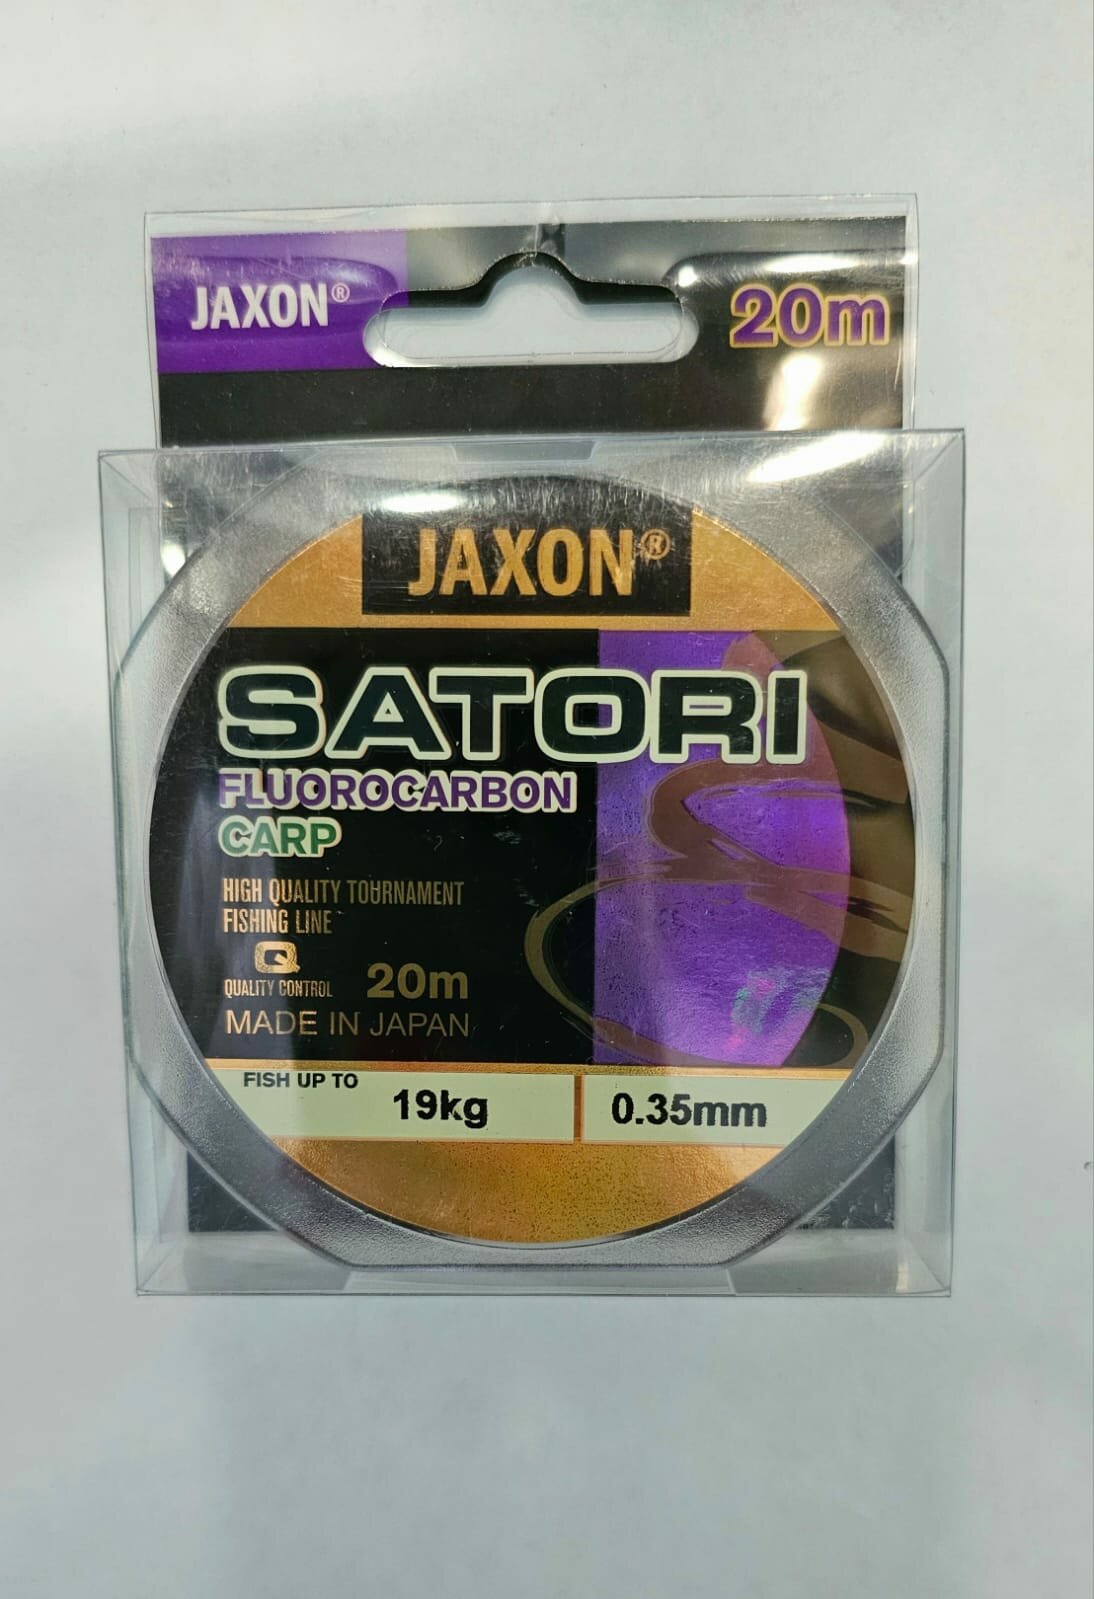 JAXON®
20m
JAXON®
SATORI
FLUOROCARBON
CARP
HIGH QUALITY TOURNAMENT
FISHING LINE
Q
QUALITY CONTROL
20m
MADE IN JAPAN
FISH UP TO
19kg
0.35mm